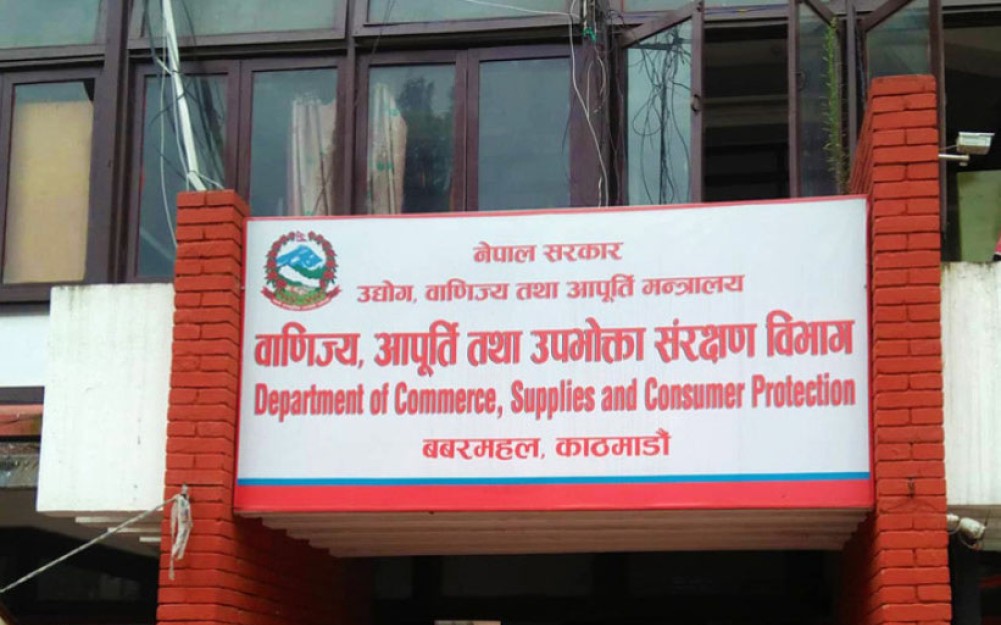 नेपाल सरकार
उद्योग, वाणिज्य तथा आपूर्ति मन्त्रालय
वाणिज्य, आपूर्ति तथा उपभोक्ता संरक्षण विभाग
Department of Commerce, Supplies and Consumer Protection
बबरमहल, काठमाडौं